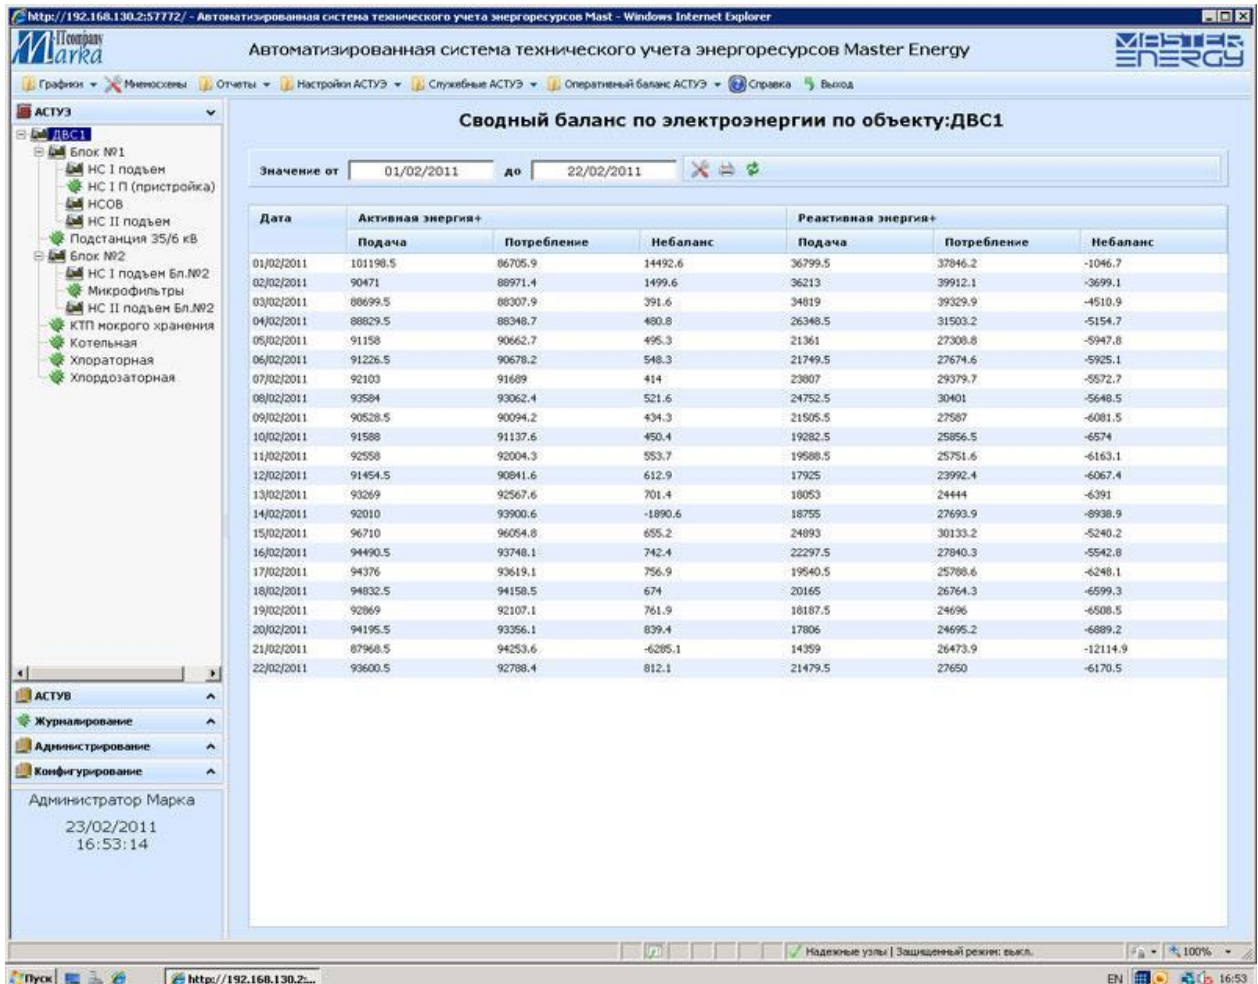 http://192.168.130.2:57772/ - Автоматизированная система технического учета энергоресурсов Mast - Windows Internet Explorer
ITcompany
Marka
Автоматизированная система технического учета энергоресурсов Master Energy
MASTER
ENERGY
Графики Мнемосхемы Отчеты Настройки АСТУЭ Служебные АСТУЭ Оперативный баланс АСТУЭ Справка Выход
АСТУЭ
ДВС1
Блок №1
НС I подъем
НС I П (пристройка)
НСОВ
НС II подъем
Подстанция 35/6 кВ
Блок №2
НС I подъем Бл.№2
Микрофильтры
НС II подъем Бл.№2
КТП мокрого хранения
Котельная
Хлораторная
Хлордозаторная
АСТУВ
Журналирование
Администрирование
Конфигурирование
Администратор Марка
23/02/2011
16:53:14
Сводный баланс по электроэнергии по объекту:ДВС1
Значение от 01/02/2011 до 22/02/2011
Дата Активная энергия+ Реактивная энергия+
Подача Потребление Небаланс Подача Потребление Небаланс
01/02/2011 101198.5 86705.9 14492.6 36799.5 37846.2 -1046.7
02/02/2011 90471 88971.4 1499.6 36213 39912.1 -3699.1
03/02/2011 88699.5 88307.9 391.6 34819 39329.9 -4510.9
04/02/2011 88829.5 88348.7 480.8 26348.5 31503.2 -5154.7
05/02/2011 91158 90662.7 495.3 21361 27308.8 -5947.8
06/02/2011 91226.5 90678.2 548.3 21749.5 27674.6 -5925.1
07/02/2011 92103 91689 414 23807 29379.7 -5572.7
08/02/2011 93584 93062.4 521.6 24752.5 30401 -5648.5
09/02/2011 90528.5 90094.2 434.3 21505.5 27587 -6081.5
10/02/2011 91588 91137.6 450.4 19282.5 25856.5 -6574
11/02/2011 92558 92004.3 553.7 19588.5 25751.6 -6163.1
12/02/2011 91454.5 90841.6 612.9 17925 23992.4 -6067.4
13/02/2011 93269 92567.6 701.4 18053 24444 -6391
14/02/2011 92010 93900.6 -1890.6 18755 27693.9 -8938.9
15/02/2011 96710 96054.8 655.2 24893 30133.2 -5240.2
16/02/2011 94490.5 93748.1 742.4 22297.5 27840.3 -5542.8
17/02/2011 94376 93619.1 756.9 19540.5 25788.6 -6248.1
18/02/2011 94832.5 94158.5 674 20165 26764.3 -6599.3
19/02/2011 92869 92107.1 761.9 18187.5 24696 -6508.5
20/02/2011 94195.5 93356.1 839.4 17806 24695.2 -6889.2
21/02/2011 87968.5 94253.6 -6285.1 14359 26473.9 -12114.9
22/02/2011 93600.5 92788.4 812.1 21479.5 27650 -6170.5
Надежные узлы | Защищенный режим: выкл. 100%
Пуск http://192.168.130.2:... EN 16:53